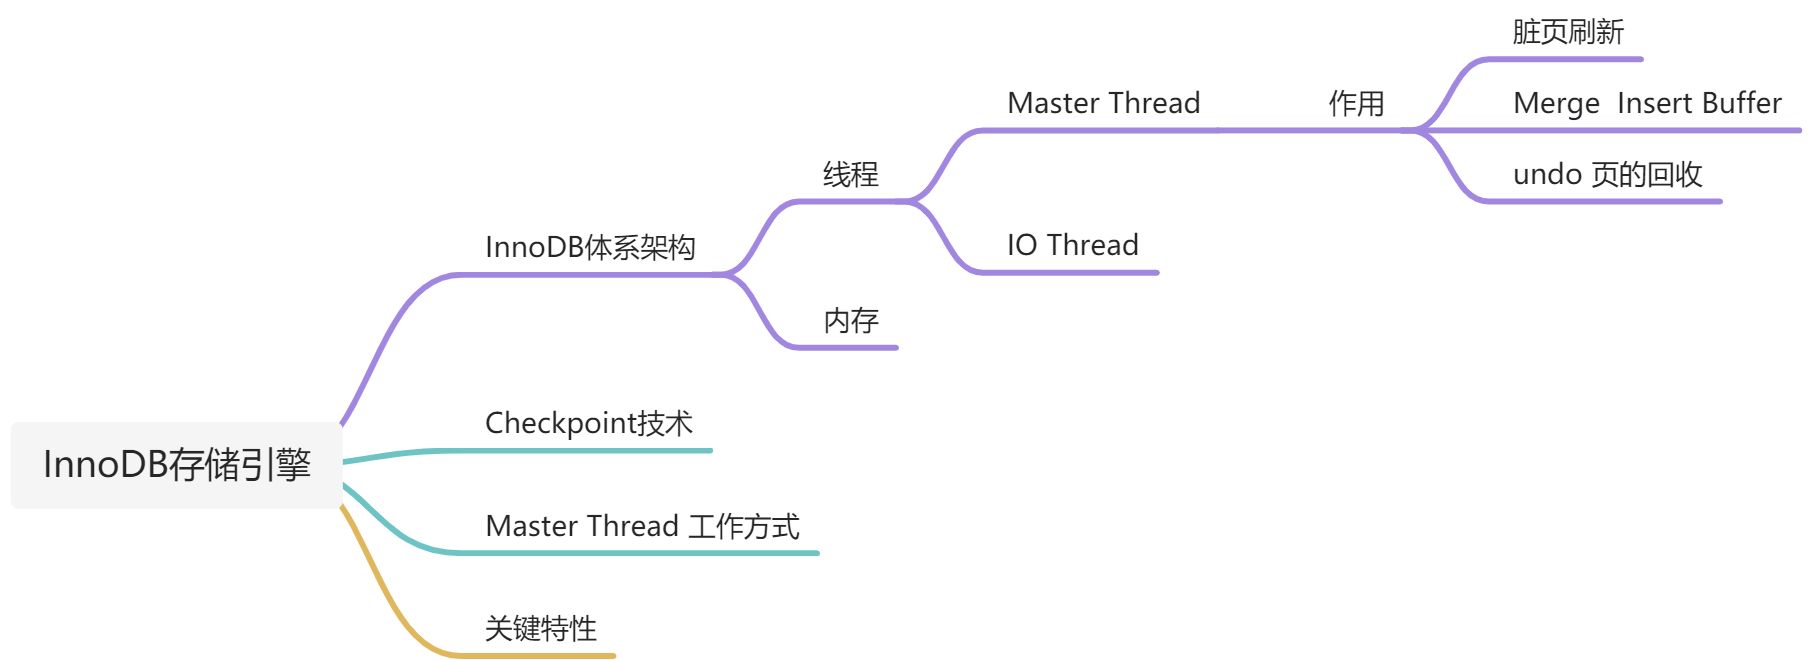 脏页刷新
Master Thread
作用
Merge  Insert Buffer
线程
undo 页的回收
InnoDB体系架构
IO Thread
内存
Checkpoint技术
InnoDB存储引擎
Master Thread 工作方式
关键特性